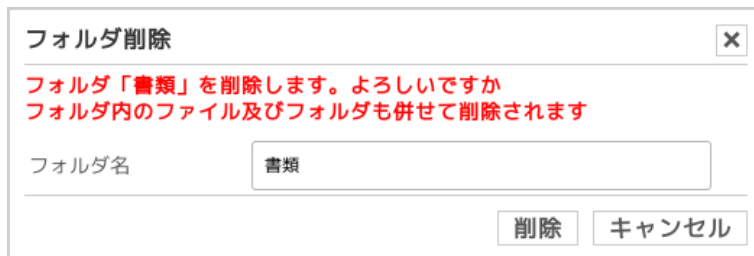 フォルダ削除
×
フォルダ「書類」を削除します。よろしいですか
フォルダ内のファイル及びフォルダも併せて削除されます
フォルダ名 書類
削除 キャンセル